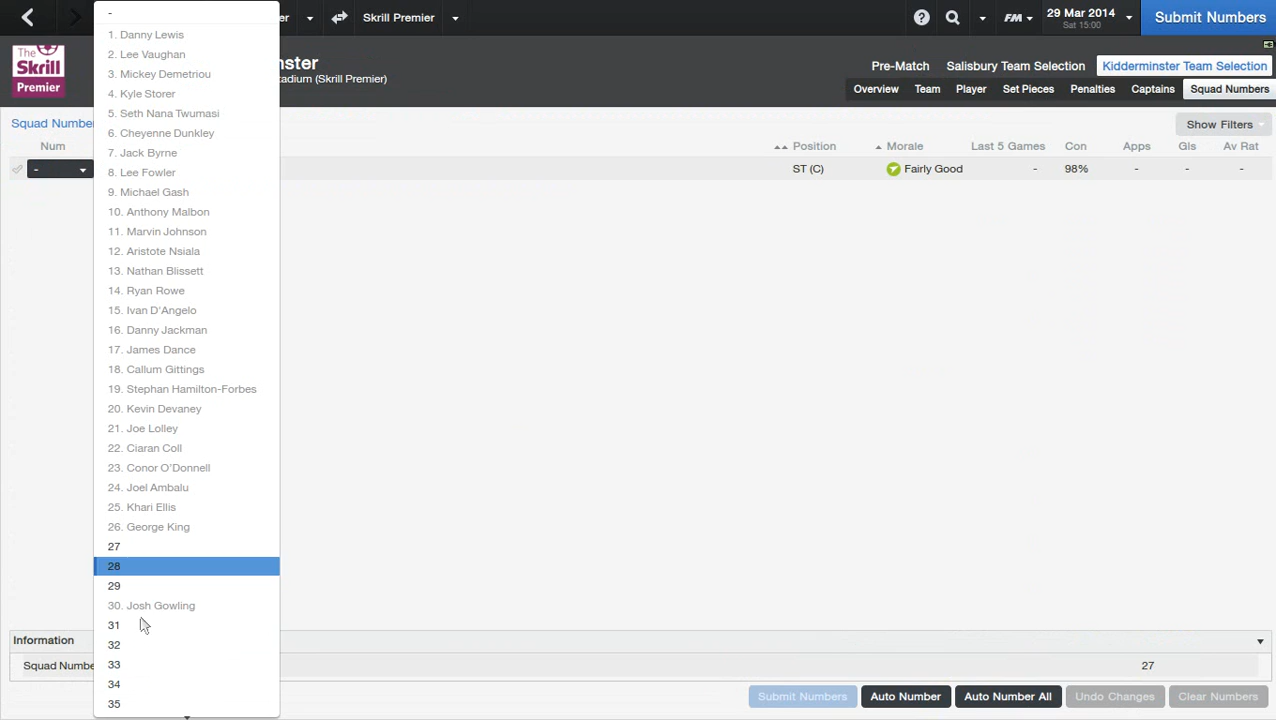 er
Skrill Premier
FM
29 Mar 2014
Sat 15:00
Submit Numbers
The
Skrill
Premier
nster
adium (Skrill Premier)
Pre-Match
Salisbury Team Selection
Kidderminster Team Selection
Overview
Team
Player
Set Pieces
Penalties
Captains
Squad Numbers
Squad Number
Show Filters
Num
Position
Morale
Last 5 Games
Con
Apps
Gls
Av Rat
-
ST (C)
Fairly Good
-
98%
-
-
-
-
1. Danny Lewis
2. Lee Vaughan
3. Mickey Demetriou
4. Kyle Storer
5. Seth Nana Twumasi
6. Cheyenne Dunkley
7. Jack Byrne
8. Lee Fowler
9. Michael Gash
10. Anthony Malbon
11. Marvin Johnson
12. Aristote Nsiala
13. Nathan Blissett
14. Ryan Rowe
15. Ivan D'Angelo
16. Danny Jackman
17. James Dance
18. Callum Gittings
19. Stephan Hamilton-Forbes
20. Kevin Devaney
21. Joe Lolley
22. Ciaran Coll
23. Conor O'Donnell
24. Joel Ambalu
25. Khari Ellis
26. George King
27
28
29
30. Josh Gowling
31
32
33
34
35
Information
Squad Numbe
27
Submit Numbers
Auto Number
Auto Number All
Undo Changes
Clear Numbers